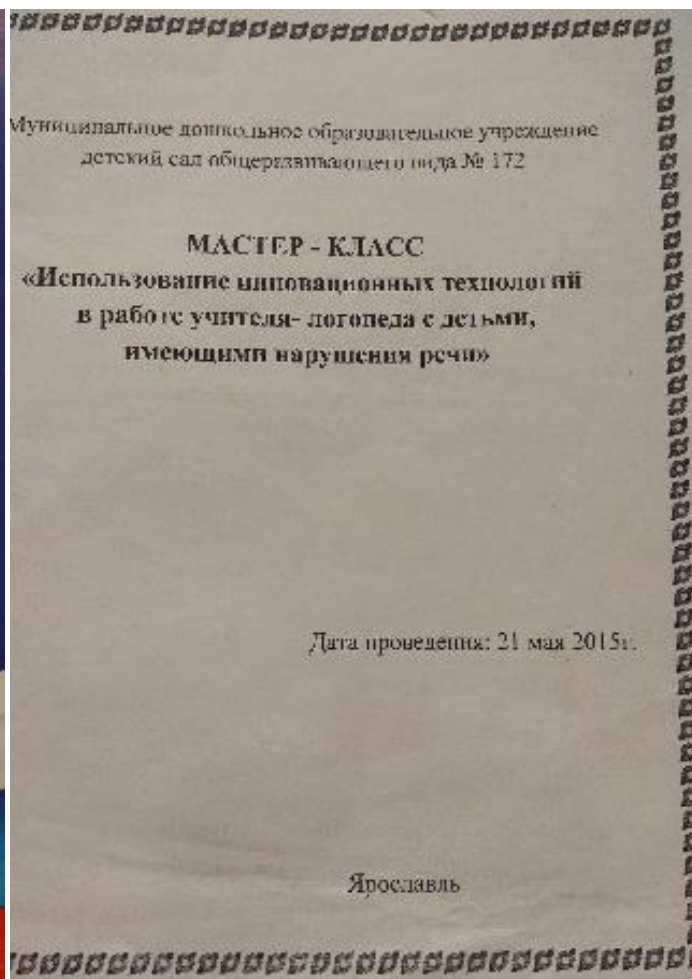 Муниципальное дошкольное образовательное учреждение
детский сад общеразвивающего вида № 172
МАСТЕР - КЛАСС
«Использование инновационных технологий
в работе учителя- логопеда с детьми,
имеющими нарушения речи»
Дата проведения: 21 мая 2015г.
Ярославль